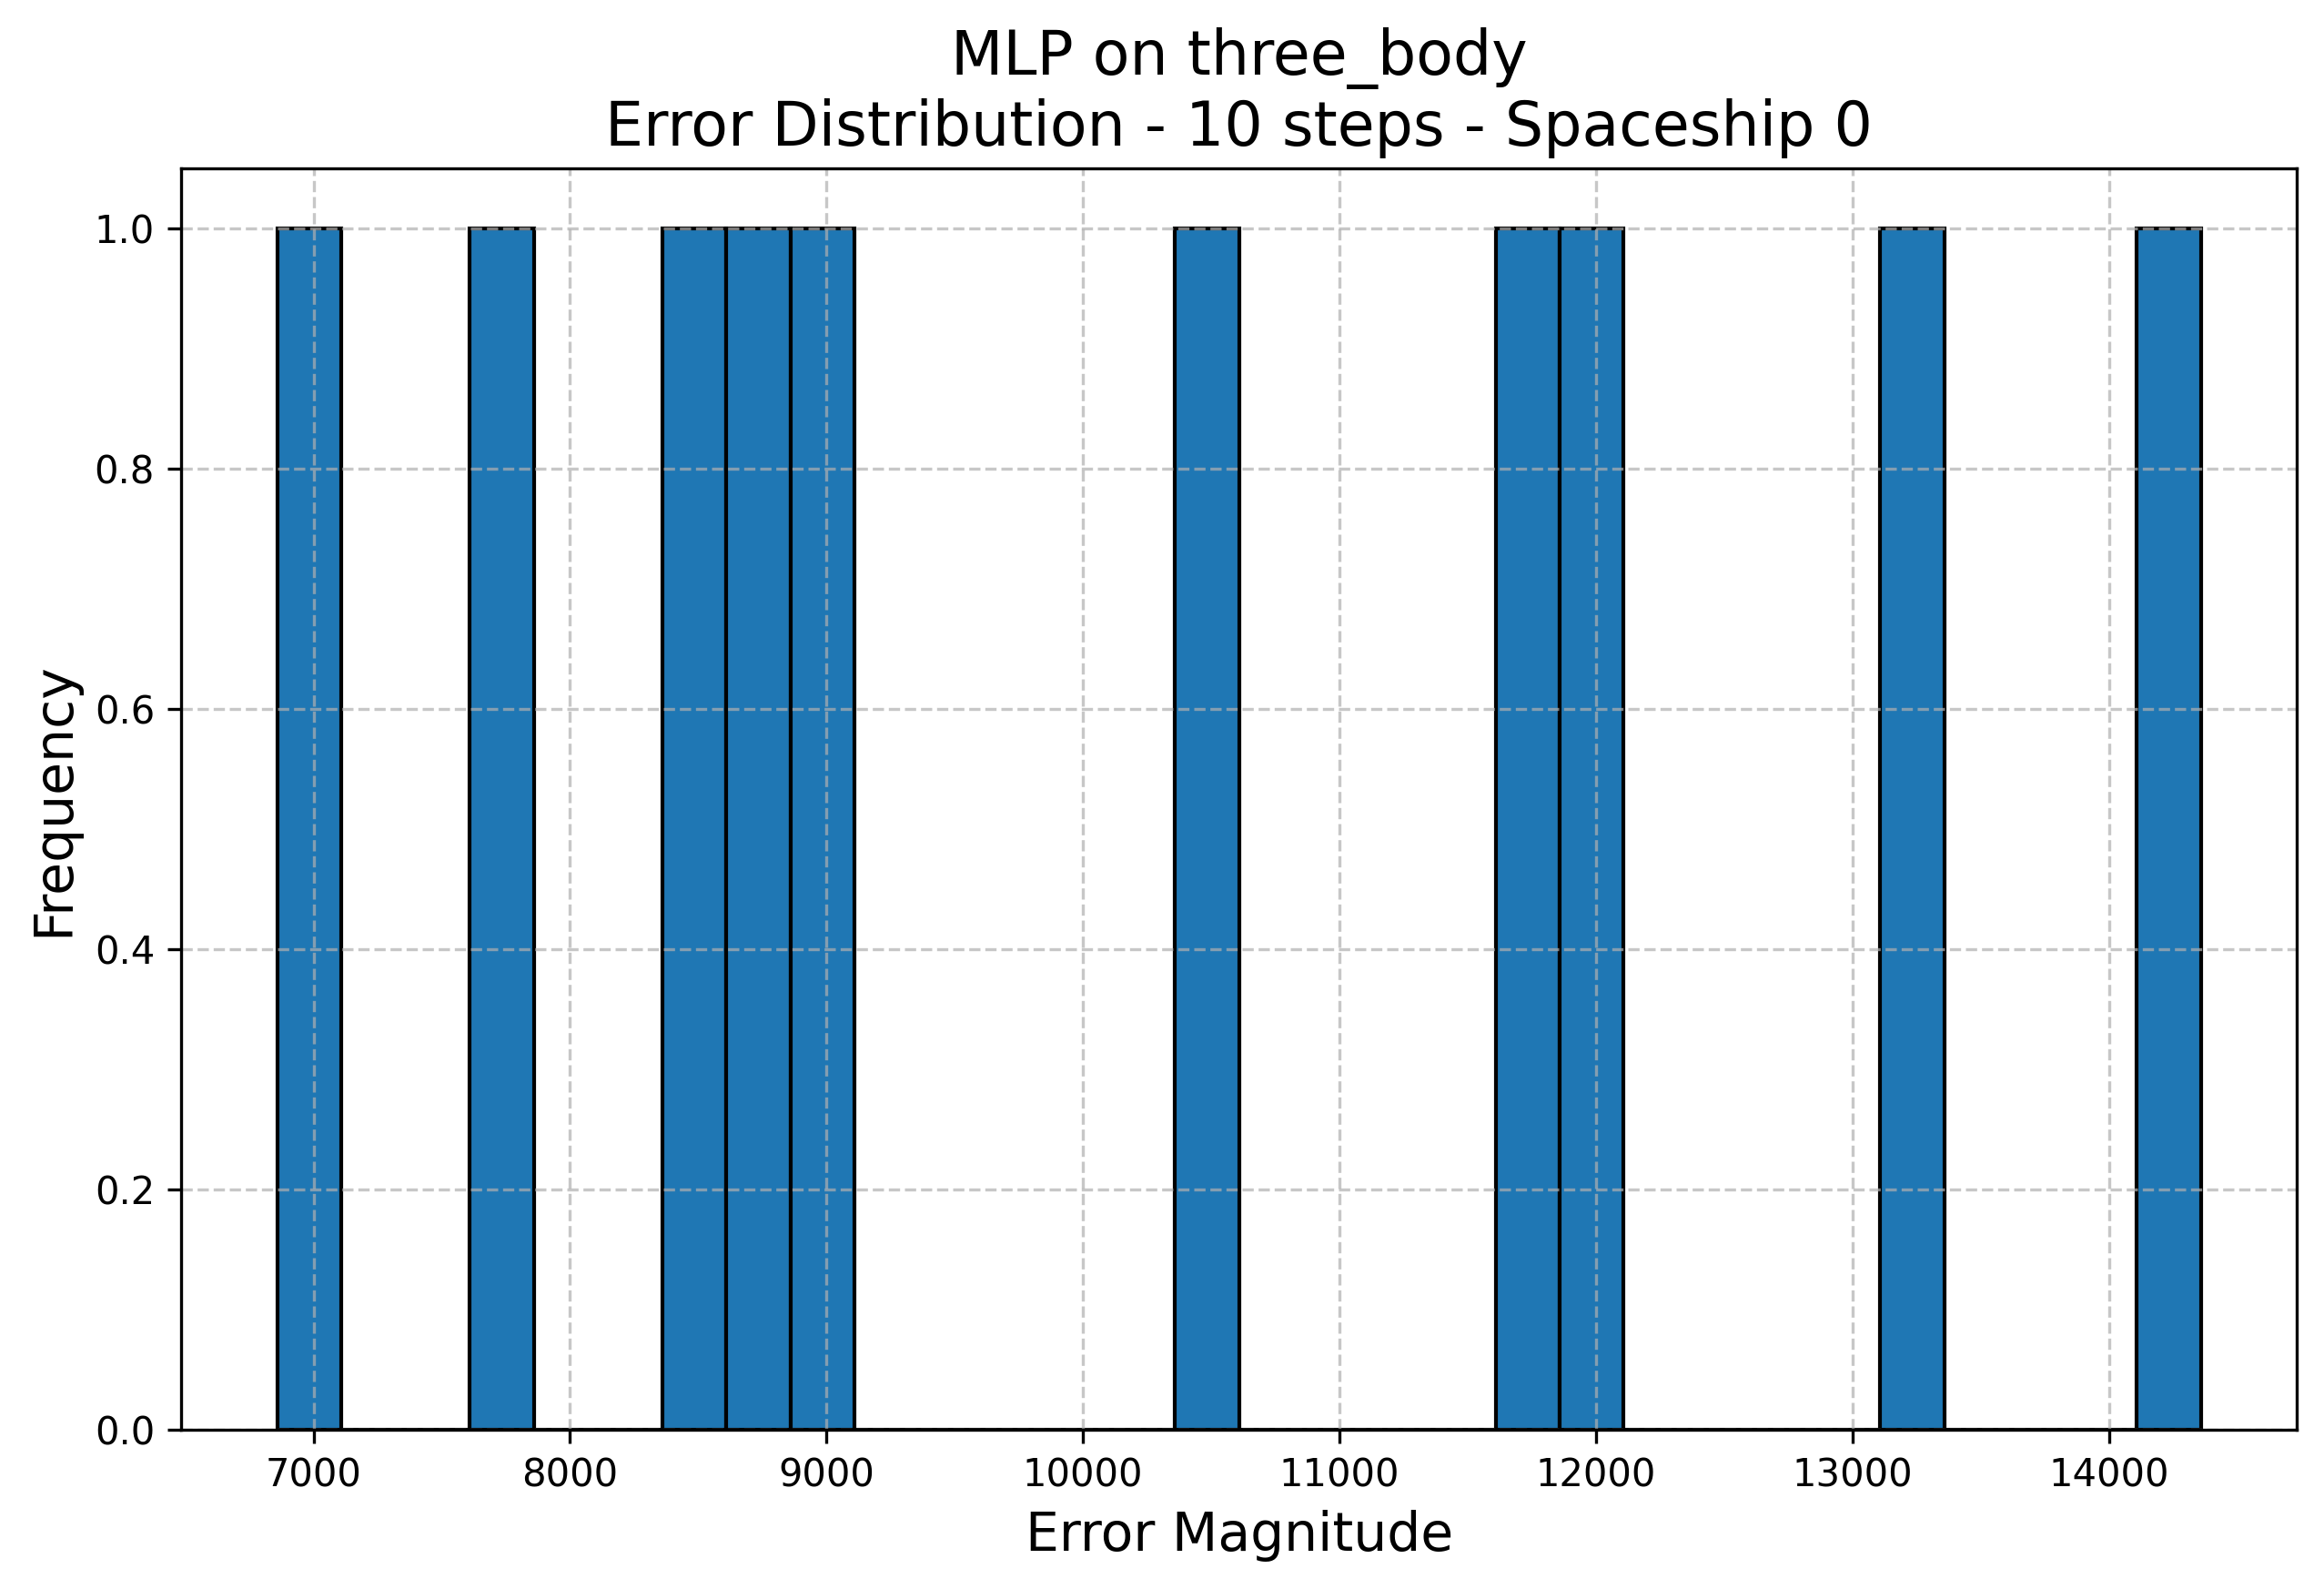 MLP on three_body
Error Distribution - 10 steps - Spaceship 0
1.0
0.8
0.6
0.4
0.2
0.0
Frequency
7000 8000 9000 10000 11000 12000 13000 14000
Error Magnitude